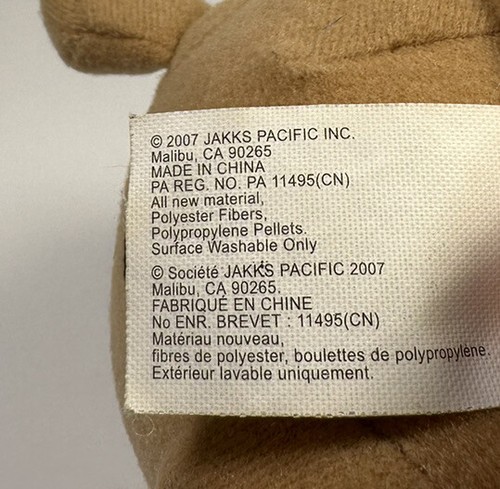 © 2007 JAKKS PACIFIC INC.
Malibu, CA 90265
MADE IN CHINA
PA REG. NO. PA 11495(CN)
All new material,
Polyester Fibers,
Polypropylene Pellets.
Surface Washable Only
© Société JAKKS PACIFIC 2007
Malibu, CA 90265.
FABRIQUÉ EN CHINE
No ENR. BREVET : 11495(CN)
Matériau nouveau,
fibres de polyester, boulettes de polypropylène.
Extérieur lavable uniquement.